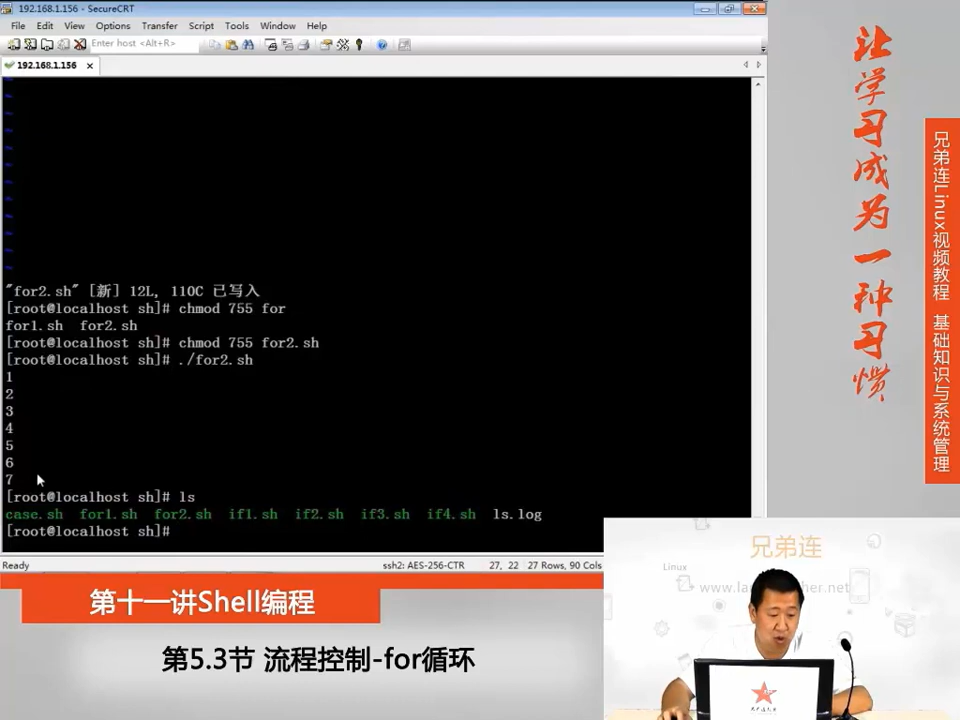 192.168.1.156 - SecureCRT
File Edit View Options Transfer Script Tools Window Help
Enter host <Alt+R>
192.168.1.156
"for2.sh" [新] 12L, 110C 已写入
[root@localhost sh]# chmod 755 for
for1.sh for2.sh
[root@localhost sh]# chmod 755 for2.sh
[root@localhost sh]# ./for2.sh
1
2
3
4
5
6
7
[root@localhost sh]# ls
case.sh for1.sh for2.sh if1.sh if2.sh if3.sh if4.sh ls.log
[root@localhost sh]#
Ready ssh2: AES-256-CTR 27, 22 27 Rows, 90 Cols
第十一讲Shell编程
第5.3节 流程控制-for循环
让学习成为一种习惯
兄弟连Linux视频教程 基础知识与系统管理
兄弟连
Linux